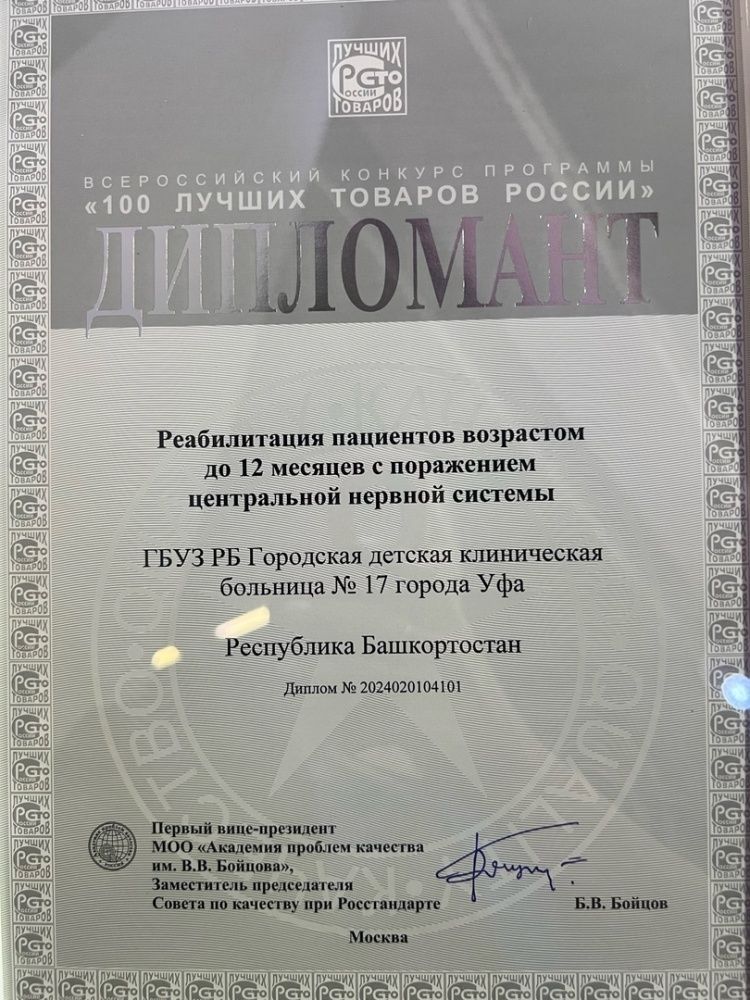 ЛУЧШИХ
РСТО
РОССИИ
ТОВАРОВ
ВСЕРОССИЙСКИЙ КОНКУРС ПРОГРАММЫ
«100 ЛУЧШИХ ТОВАРОВ РОССИИ»
ДИПЛОМАНТ
Реабилитация пациентов возрастом
до 12 месяцев с поражением
центральной нервной системы
ГБУЗ РБ Городская детская клиническая
больница № 17 города Уфа
Республика Башкортостан
Диплом № 2024020104101
Первый вице-президент
МОО «Академия проблем качества
им. В.В. Бойцова»,
Заместитель председателя
Совета по качеству при Росстандарте
Б.В. Бойцов
Москва